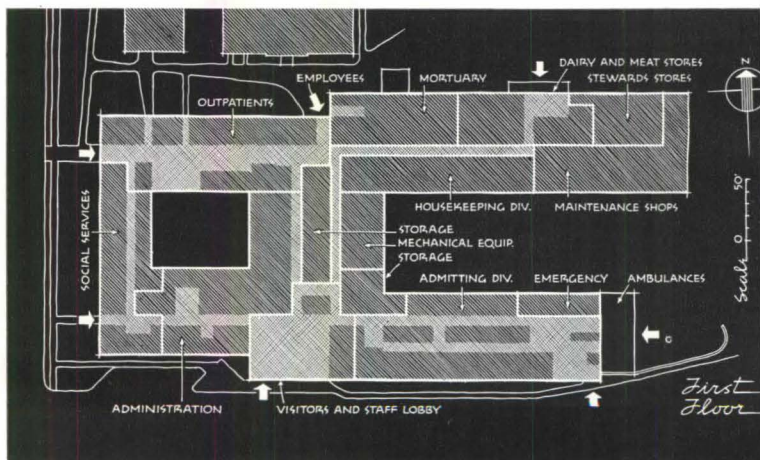 DAIRY AND MEAT STORES
EMPLOYEES
MORTUARY
STEWARDS STORES
N
OUTPATIENTS
50'
SOCIAL SERVICES
HOUSEKEEPING DIV.
MAINTENANCE SHOPS
STORAGE
MECHANICAL EQUIP.
STORAGE
0
Scale
ADMITTING DIV.
EMERGENCY
AMBULANCES
First
Floor
ADMINISTRATION
VISITORS AND STAFF LOBBY